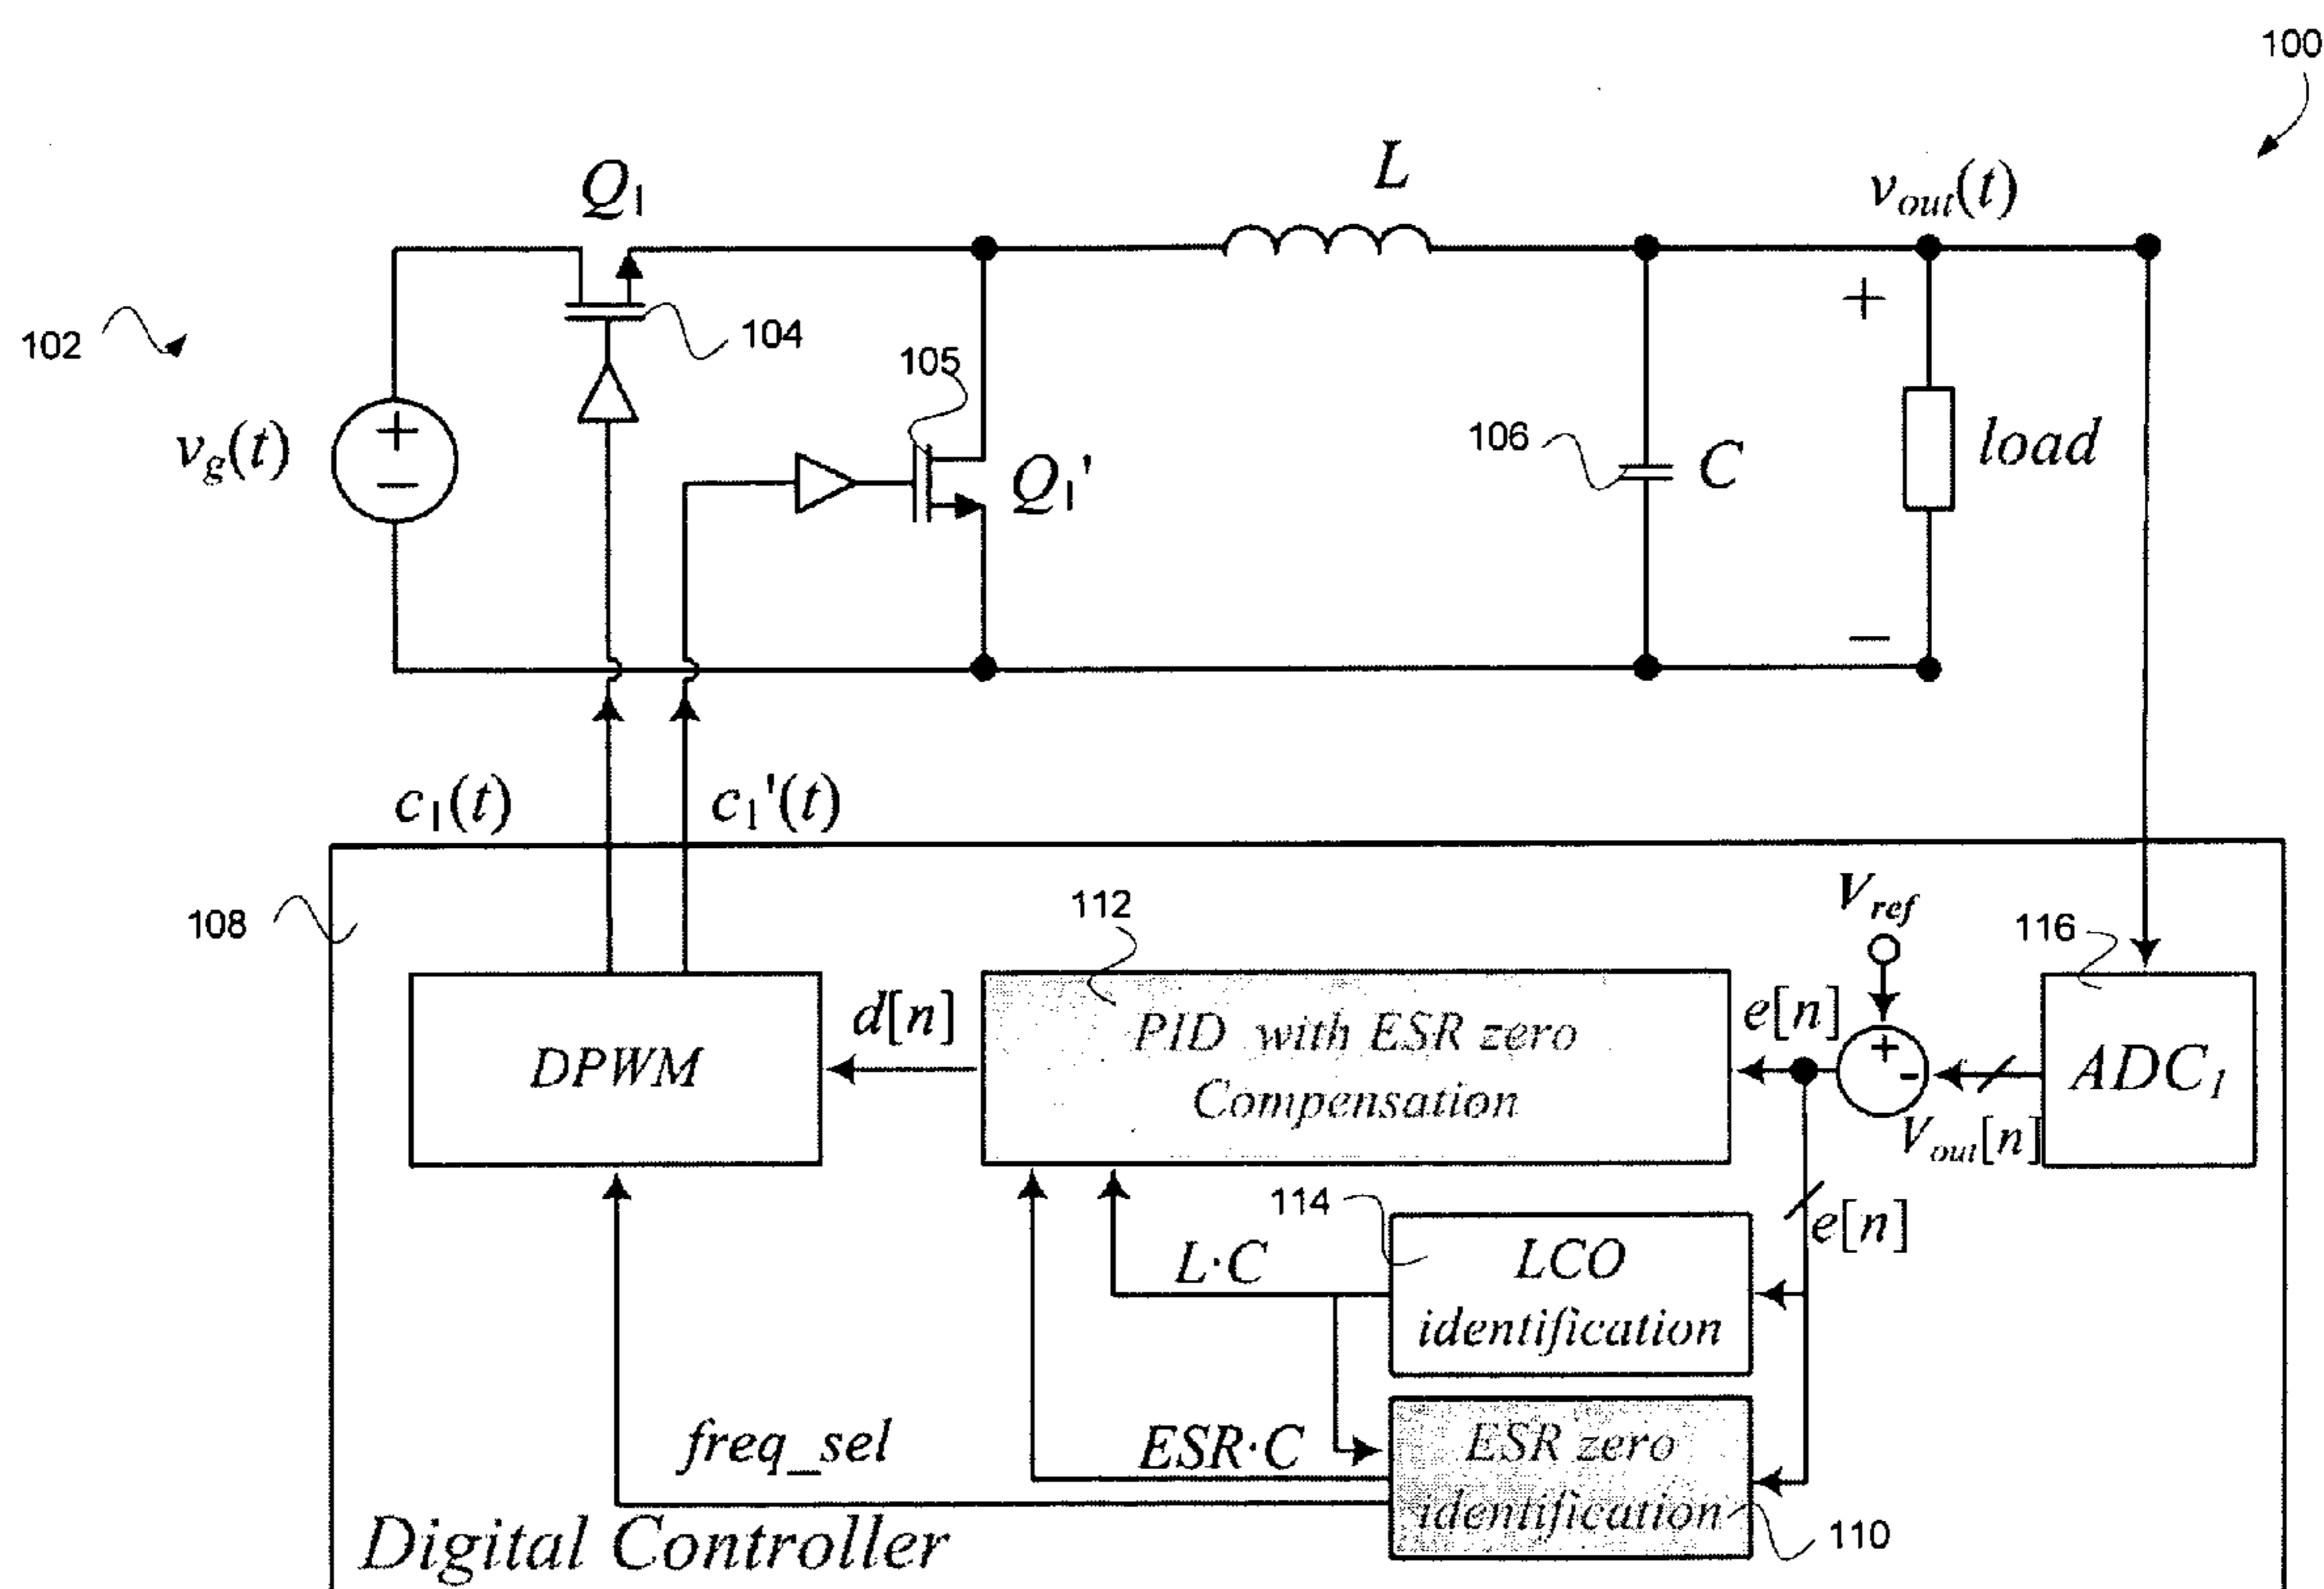 100
Q1
L
vout(t)
102
104
105
vg(t)
+
−
Q1'
106
C
+
load
−
c1(t)
c1'(t)
108
112
Vref
116
DPWM
d[n]
PID with ESR zero
Compensation
e[n]
+
-
Vout[n]
ADC1
114
L·C
LCO
identification
e[n]
freq_sel
ESR·C
ESR zero
identification
110
Digital Controller